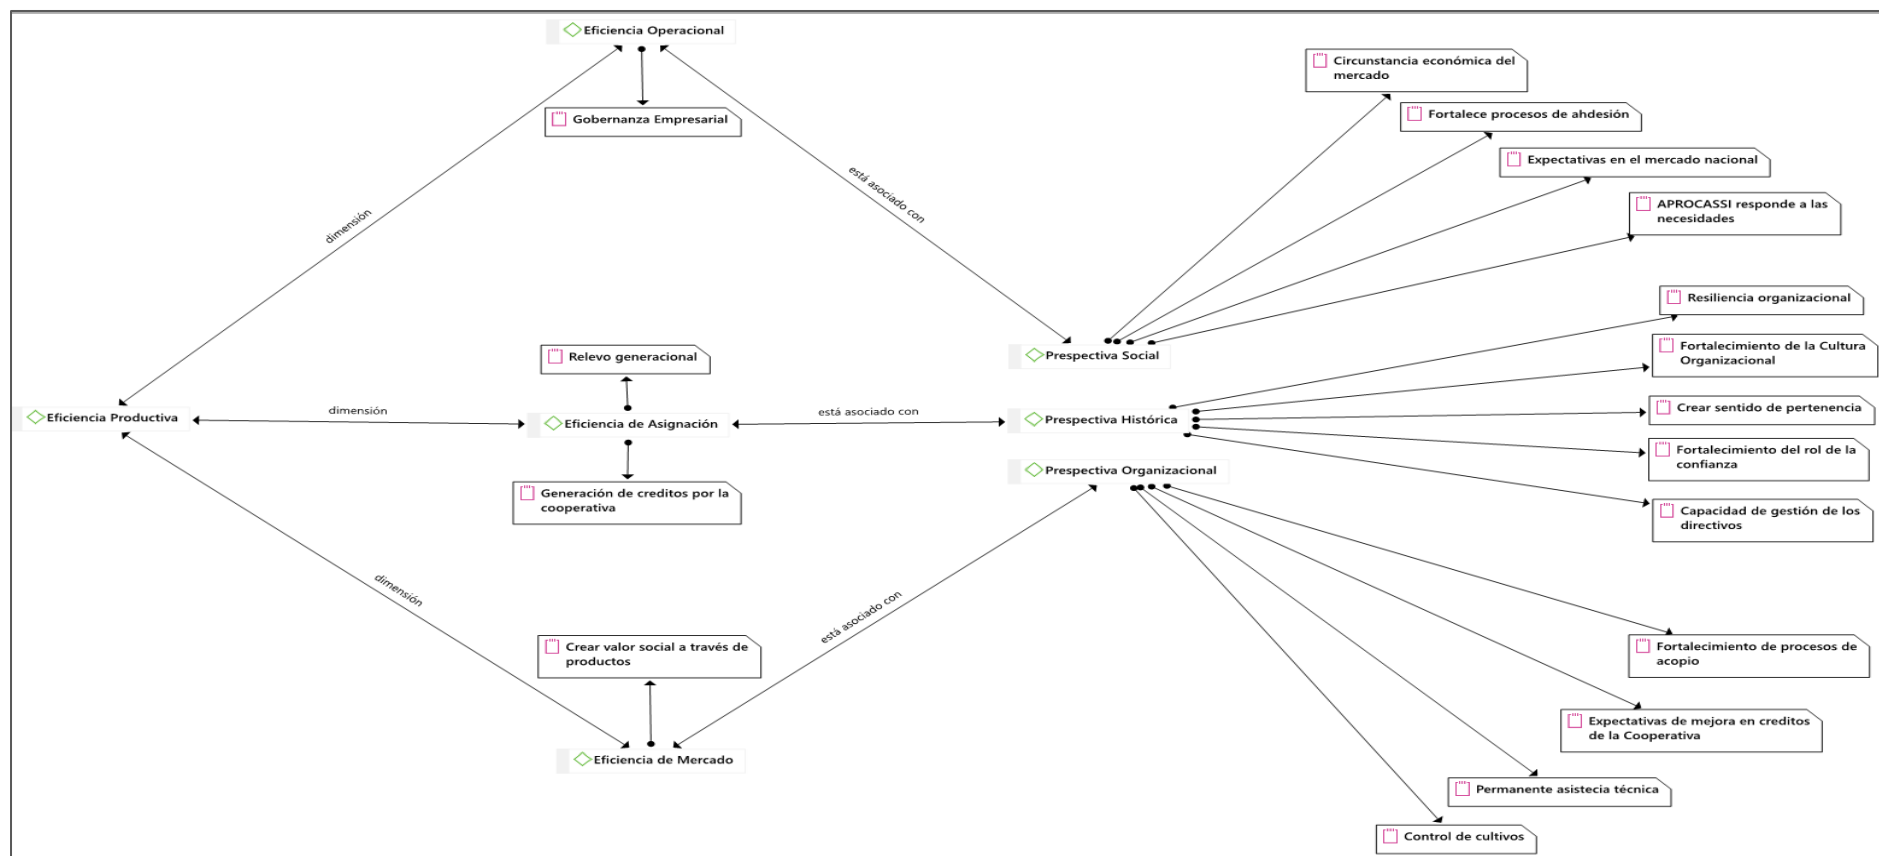 Eficiencia Operacional
Gobernanza Empresarial
Circunstancia económica del
mercado
Fortalece procesos de ahdesión
Expectativas en el mercado nacional
APROCASSI responde a las
necesidades
dimensión
está asociado con
Resiliencia organizacional
Prespectiva Social
Relevo generacional
Fortalecimiento de la Cultura
Organizacional
Eficiencia Productiva
dimensión
Eficiencia de Asignación
está asociado con
Prespectiva Histórica
Crear sentido de pertenencia
Fortalecimiento del rol de la
confianza
Prespectiva Organizacional
Generación de creditos por la
cooperativa
Capacidad de gestión de los
directivos
dimensión
está asociado con
Crear valor social a través de
productos
Fortalecimiento de procesos de
acopio
Expectativas de mejora en creditos
de la Cooperativa
Eficiencia de Mercado
Permanente asistecia técnica
Control de cultivos